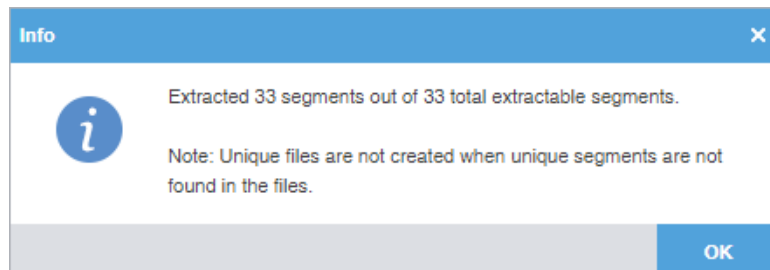 Info
Extracted 33 segments out of 33 total extractable segments.
Note: Unique files are not created when unique segments are not
found in the files.
OK